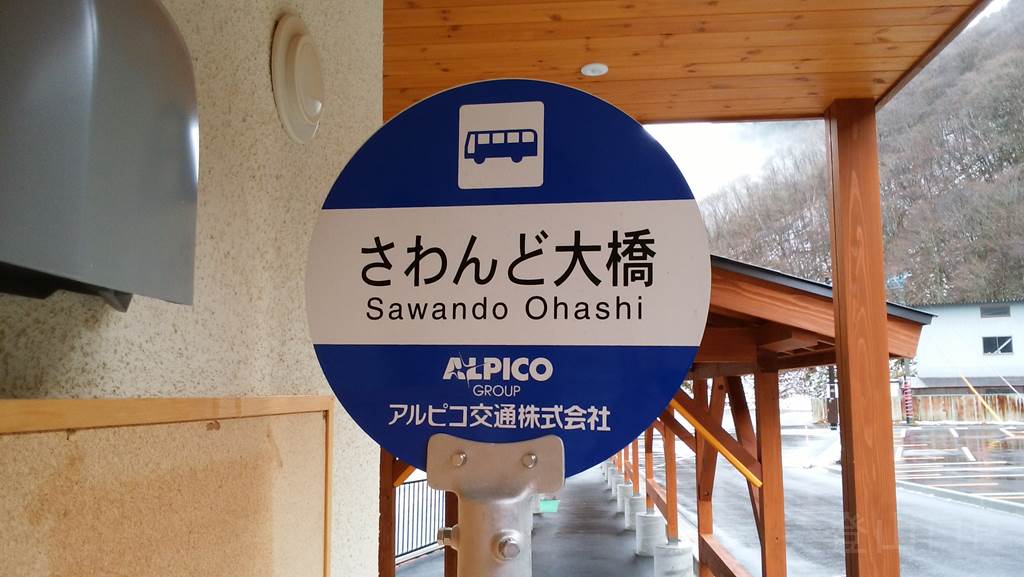 さわんど大橋
Sawando Ohashi
ALPICO
GROUP
アルピコ交通株式会社